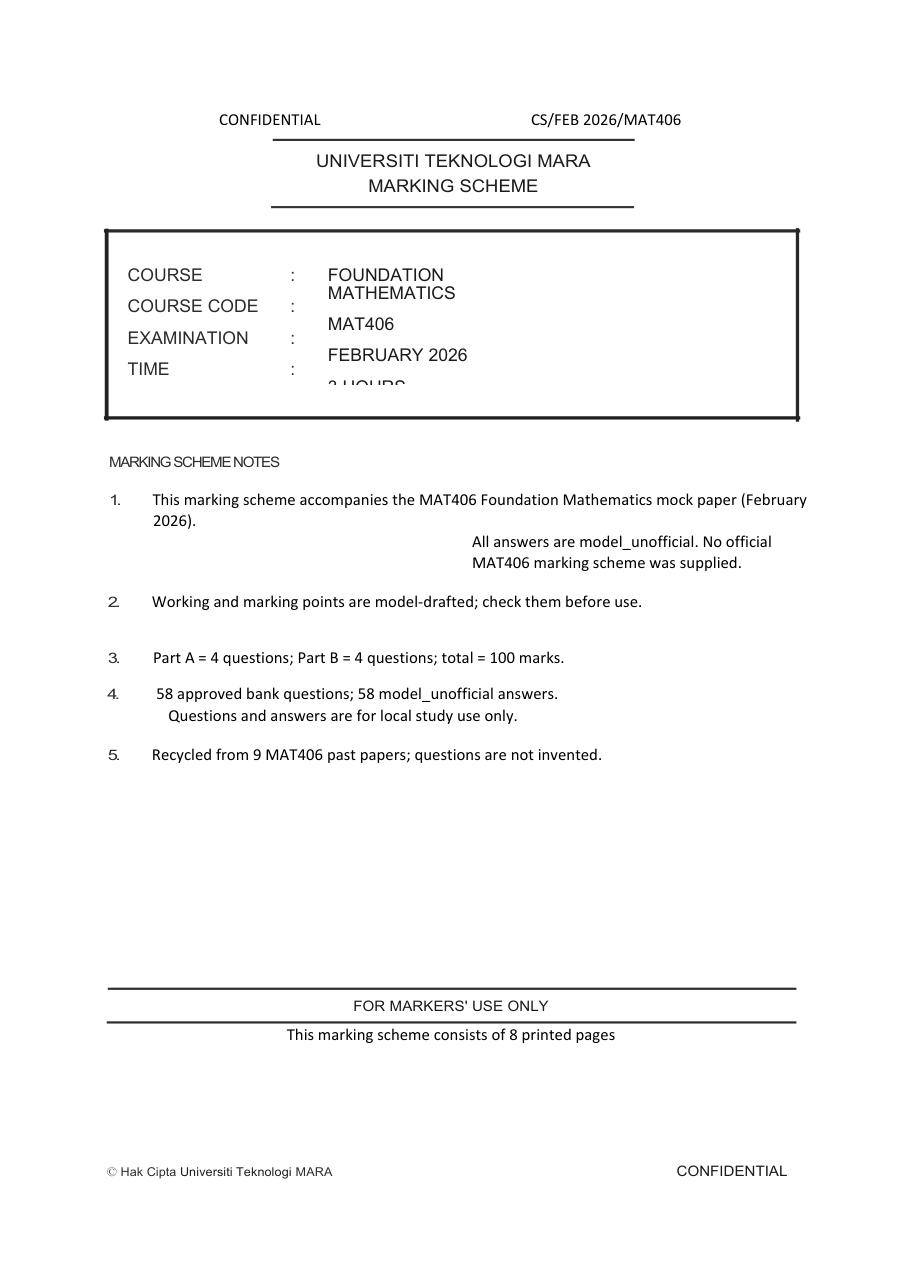 CONFIDENTIAL CS/FEB 2026/MAT406
UNIVERSITI TEKNOLOGI MARA
MARKING SCHEME
COURSE : FOUNDATION
MATHEMATICS
COURSE CODE :
MAT406
EXAMINATION :
FEBRUARY 2026
TIME :
HOURS
MARKING SCHEME NOTES
1. This marking scheme accompanies the MAT406 Foundation Mathematics mock paper (February
2026).
All answers are model_unofficial. No official
MAT406 marking scheme was supplied.
2. Working and marking points are model-drafted; check them before use.
3. Part A = 4 questions; Part B = 4 questions; total = 100 marks.
4. 58 approved bank questions; 58 model_unofficial answers.
Questions and answers are for local study use only.
5. Recycled from 9 MAT406 past papers; questions are not invented.
FOR MARKERS' USE ONLY
This marking scheme consists of 8 printed pages
© Hak Cipta Universiti Teknologi MARA CONFIDENTIAL